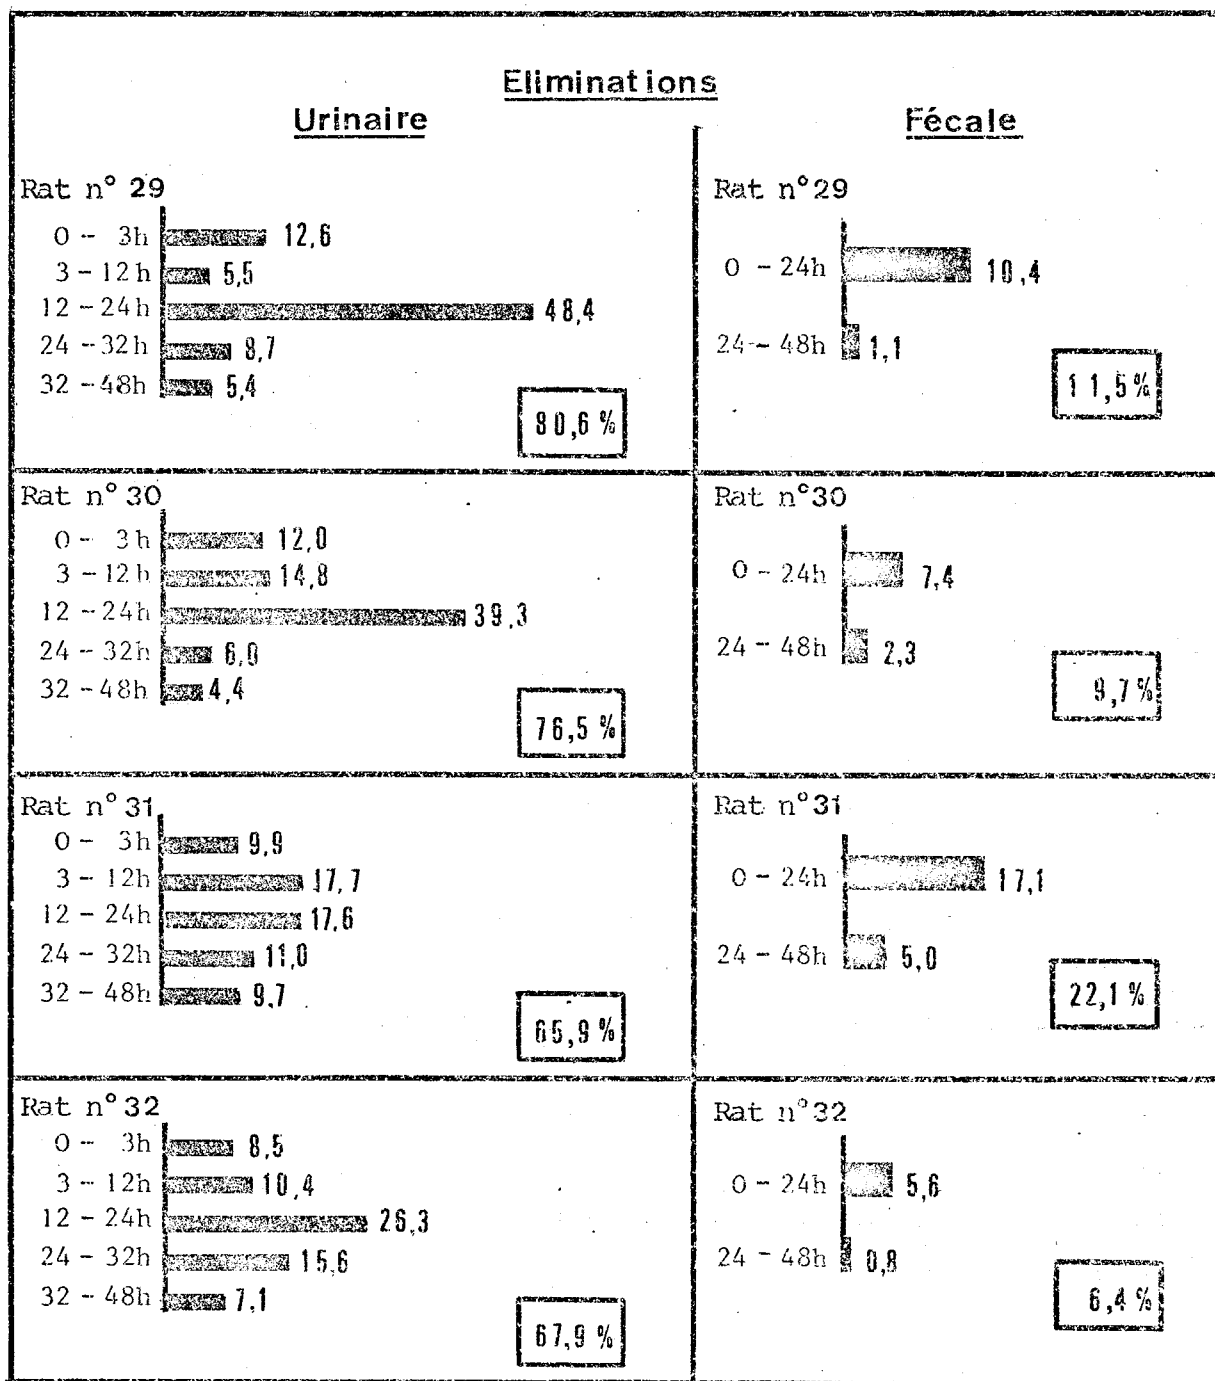 Eliminations
Urinaire
Fécale
Rat n° 29
0 - 3h 12,6
3 - 12h 5,5
12 - 24h 48,4
24 - 32h 8,7
32 - 48h 5,4
80,6 %
Rat n° 29
0 - 24h 10,4
24 - 48h 1,1
11,5 %
Rat n° 30
0 - 3h 12,0
3 - 12h 14,8
12 - 24h 39,3
24 - 32h 6,0
32 - 48h 4,4
76,5 %
Rat n° 30
0 - 24h 7,4
24 - 48h 2,3
9,7 %
Rat n° 31
0 - 3h 9,9
3 - 12h 17,7
12 - 24h 17,6
24 - 32h 11,0
32 - 48h 9,7
65,9 %
Rat n° 31
0 - 24h 17,1
24 - 48h 5,0
22,1 %
Rat n° 32
0 - 3h 8,5
3 - 12h 10,4
12 - 24h 26,3
24 - 32h 15,6
32 - 48h 7,1
67,9 %
Rat n° 32
0 - 24h 5,6
24 - 48h 0,8
6,4 %